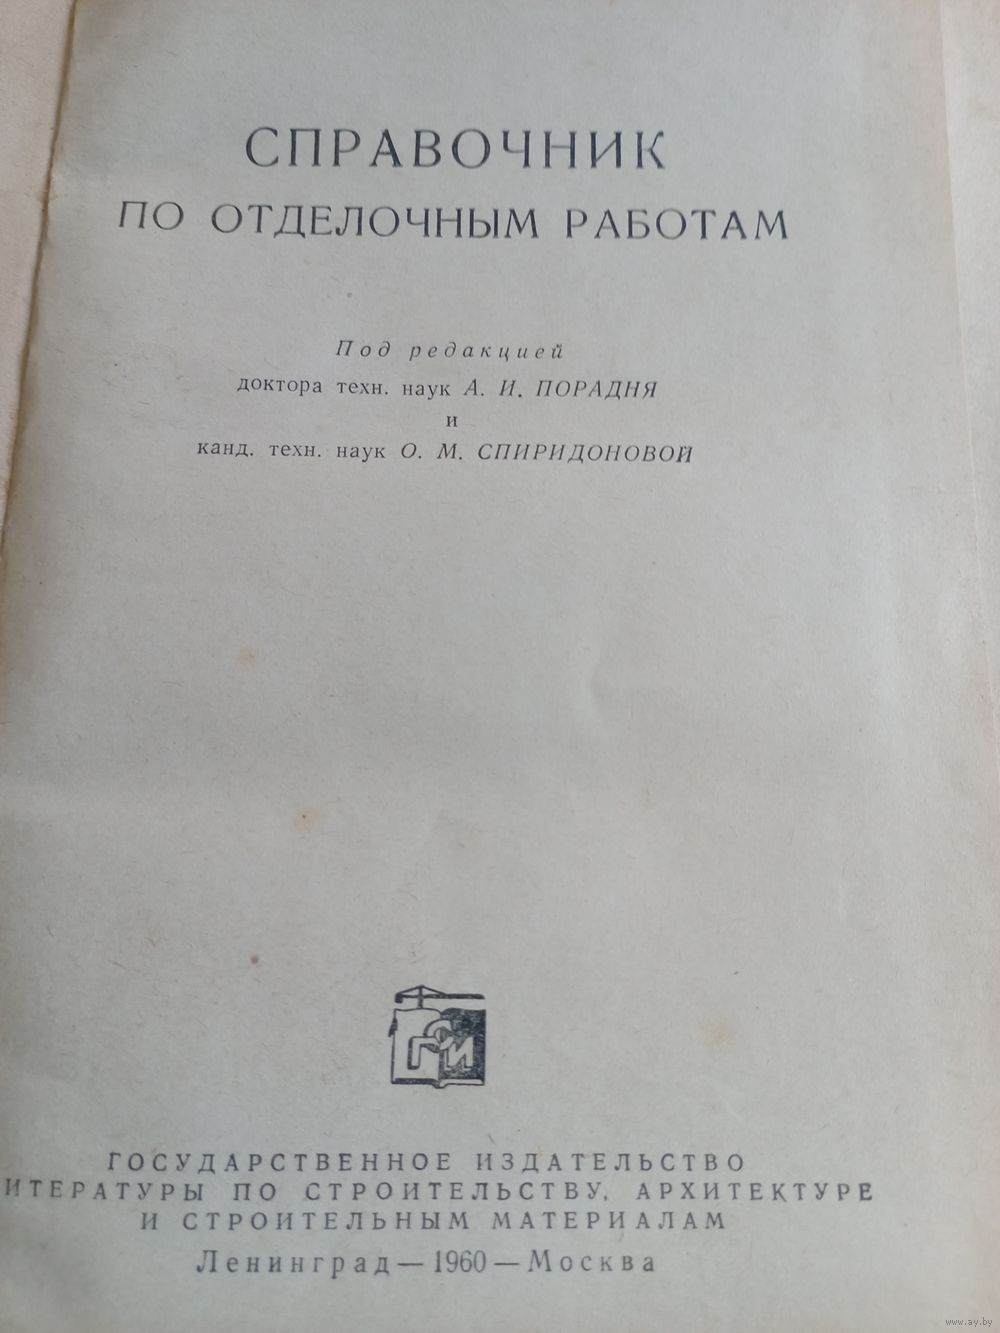 СПРАВОЧНИК
ПО ОТДЕЛОЧНЫМ РАБОТАМ
Под редакцией
доктора техн. наук А. И. ПОРАДНЯ
и
канд. техн. наук О. М. СПИРИДОНОВОЙ
ГСИ
ГОСУДАРСТВЕННОЕ ИЗДАТЕЛЬСТВО
ИТЕРАТУРЫ ПО СТРОИТЕЛЬСТВУ, АРХИТЕКТУРЕ
И СТРОИТЕЛЬНЫМ МАТЕРИАЛАМ
Ленинград — 1960 — Москва
www.ay.by